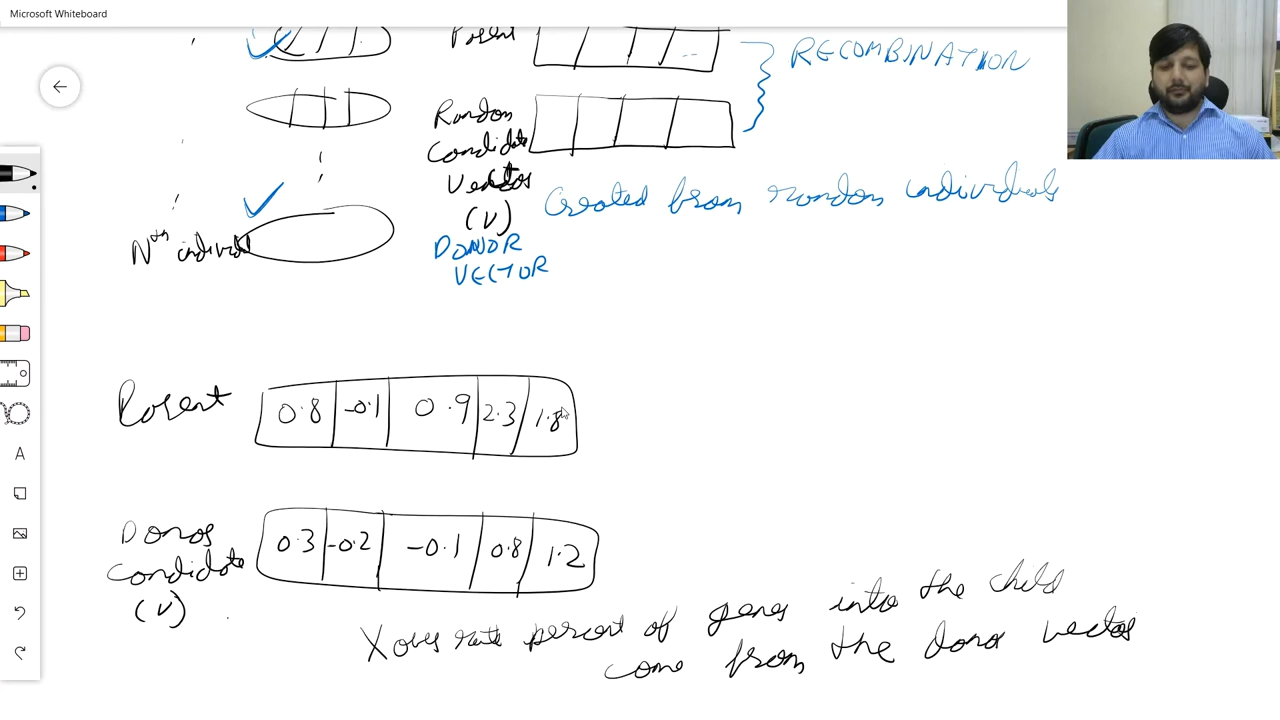 Microsoft Whiteboard
Parent
RECOMBINATION
Random
Candidate
Vector
(V)
Created from random individuals
DONOR
VECTOR
Nth individual
Parent
0.8 -0.1 0.9 2.3 1.8
Donor
Candidate
(V)
0.3 -0.2 -0.1 0.8 1.2
Xover rate percent of genes into the child
come from the donor vector
A